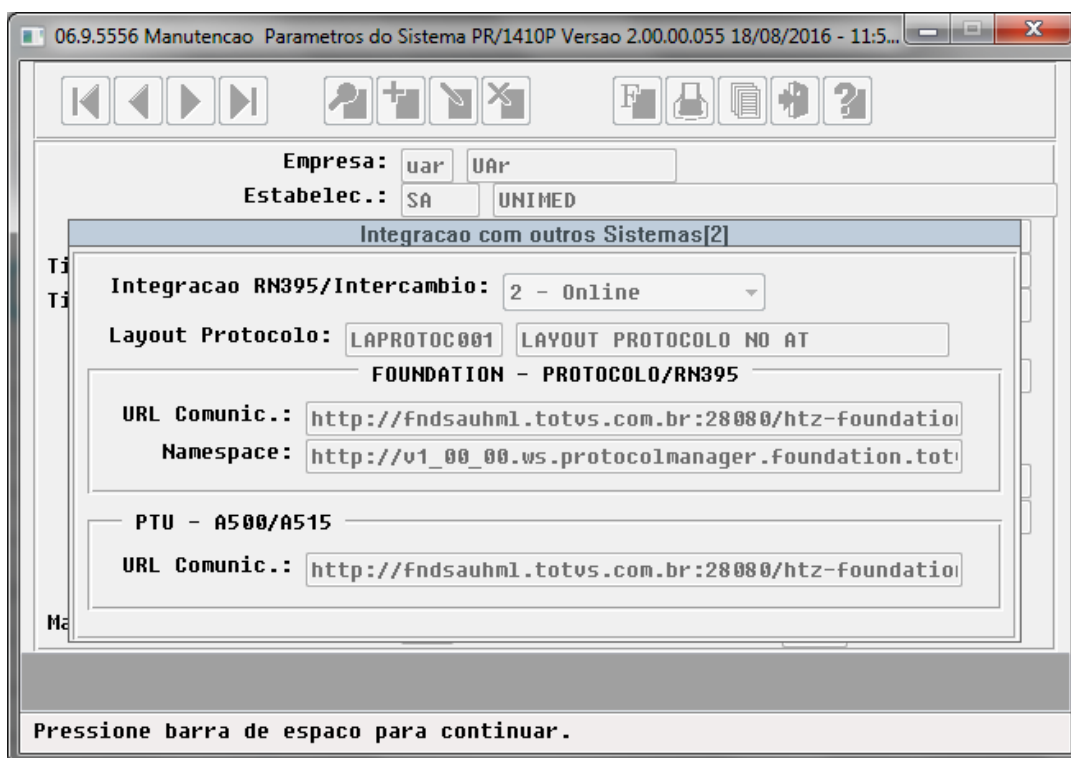 06.9.5556 Manutencao Parametros do Sistema PR/1410P Versao 2.00.00.055 18/08/2016 - 11:5...
Empresa: uar UAr
Estabelec.: SA UNIMED
Integracao com outros Sistemas[2]
Ti
Integracao RN395/Intercambio: 2 - Online
Ti
Layout Protocolo: LAPROTOC001 LAYOUT PROTOCOLO NO AT
FOUNDATION - PROTOCOLO/RN395
URL Comunic.: http://fndsauhml.totvs.com.br:28080/htz-foundatio
Namespace: http://v1_00_00.ws.protocolmanager.foundation.tot
PTU - A500/A515
URL Comunic.: http://fndsauhml.totvs.com.br:28080/htz-foundatio
Ma
Pressione barra de espaco para continuar.